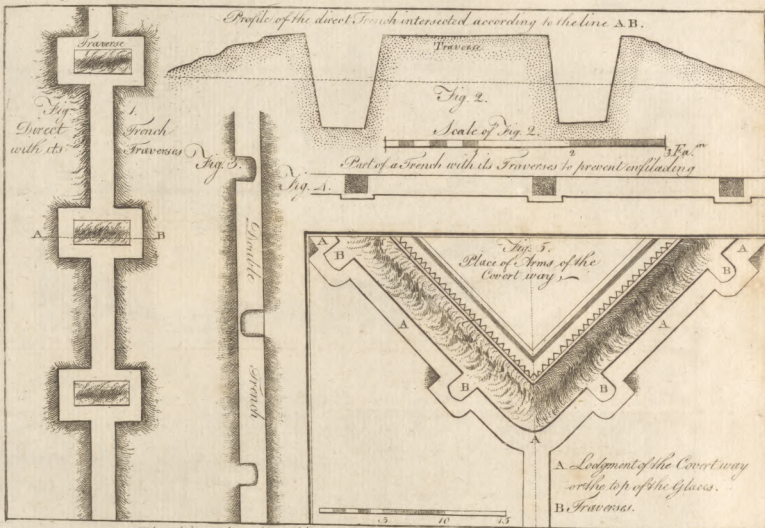 Profile of the direct Trench intersected according to the line AB.
Traverse
Traverse
Fig. 2.
Scale of Fig. 2.
1
2
3 Fa.m
Fig 1.
Direct Trench
with its Traverses
A
B
Fig. 3.
Double
Trench
Part of a Trench with its Traverses to prevent enfilading
Fig. 4.
Fig. 5.
Place of Arms of the
Covert way
A
A
B
B
A
A
B
B
A
A Lodgment of the Covert way
or the top of the Glacis.
B Traverses.
5
10
15